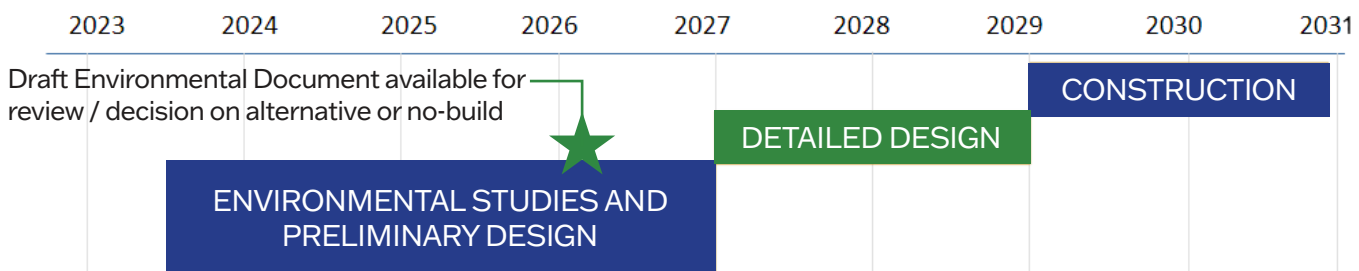 2023 2024 2025 2026 2027 2028 2029 2030 2031
Draft Environmental Document available for
review / decision on alternative or no-build
CONSTRUCTION
DETAILED DESIGN
ENVIRONMENTAL STUDIES AND
PRELIMINARY DESIGN